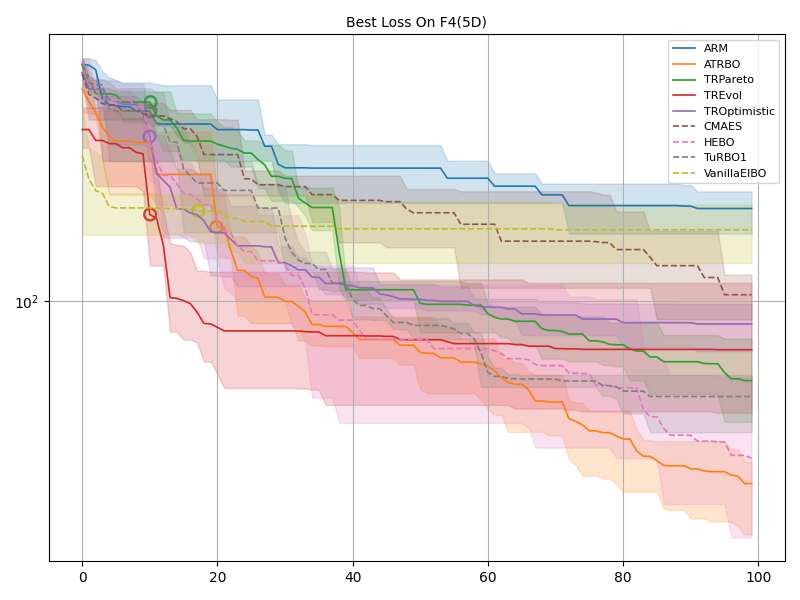 Best Loss On F4(5D)
ARM
ATRBO
TRPareto
TREvol
TROptimistic
CMAES
HEBO
TuRBO1
VanillaEIBO
10²
0 20 40 60 80 100